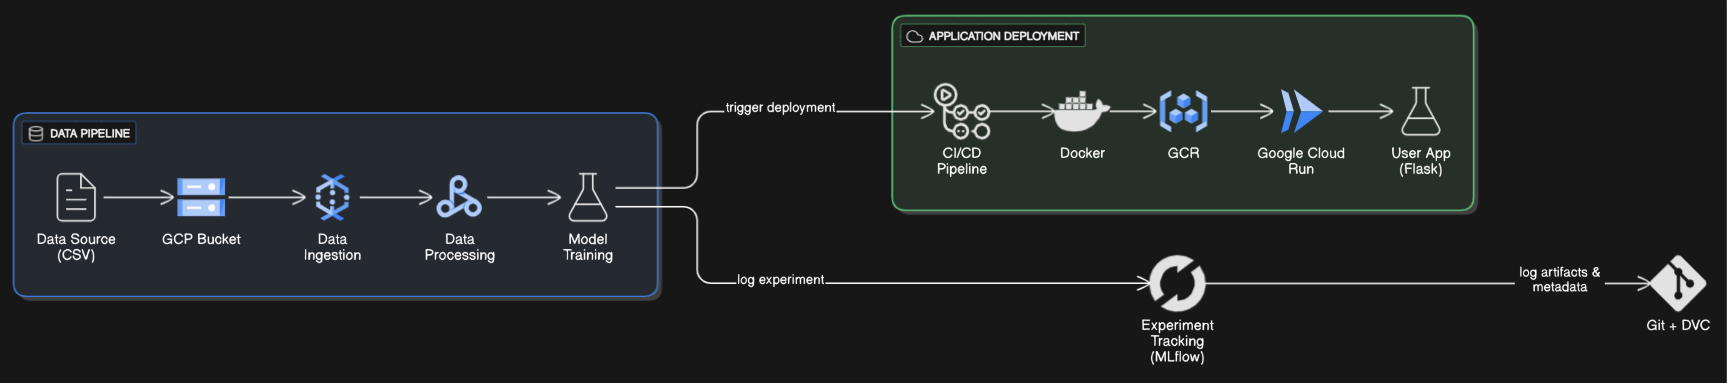 APPLICATION DEPLOYMENT
trigger deployment
CI/CD
Pipeline
Docker
GCR
Google Cloud
Run
User App
(Flask)
DATA PIPELINE
Data Source
(CSV)
GCP Bucket
Data
Ingestion
Data
Processing
Model
Training
log experiment
Experiment
Tracking
(MLflow)
log artifacts &
metadata
Git + DVC